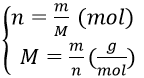 n = m/M (mol)
M = m/n (g/mol)